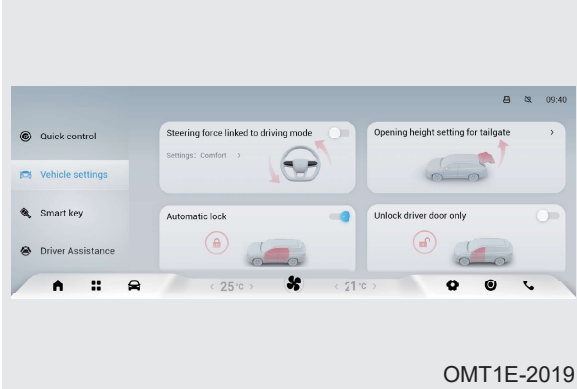 09:40
Quick control
Vehicle settings
Smart key
Driver Assistance
Steering force linked to driving mode
Settings: Comfort >
Opening height setting for tailgate >
Automatic lock
Unlock driver door only
< 25°C >
< 21°C >
OMT1E-2019